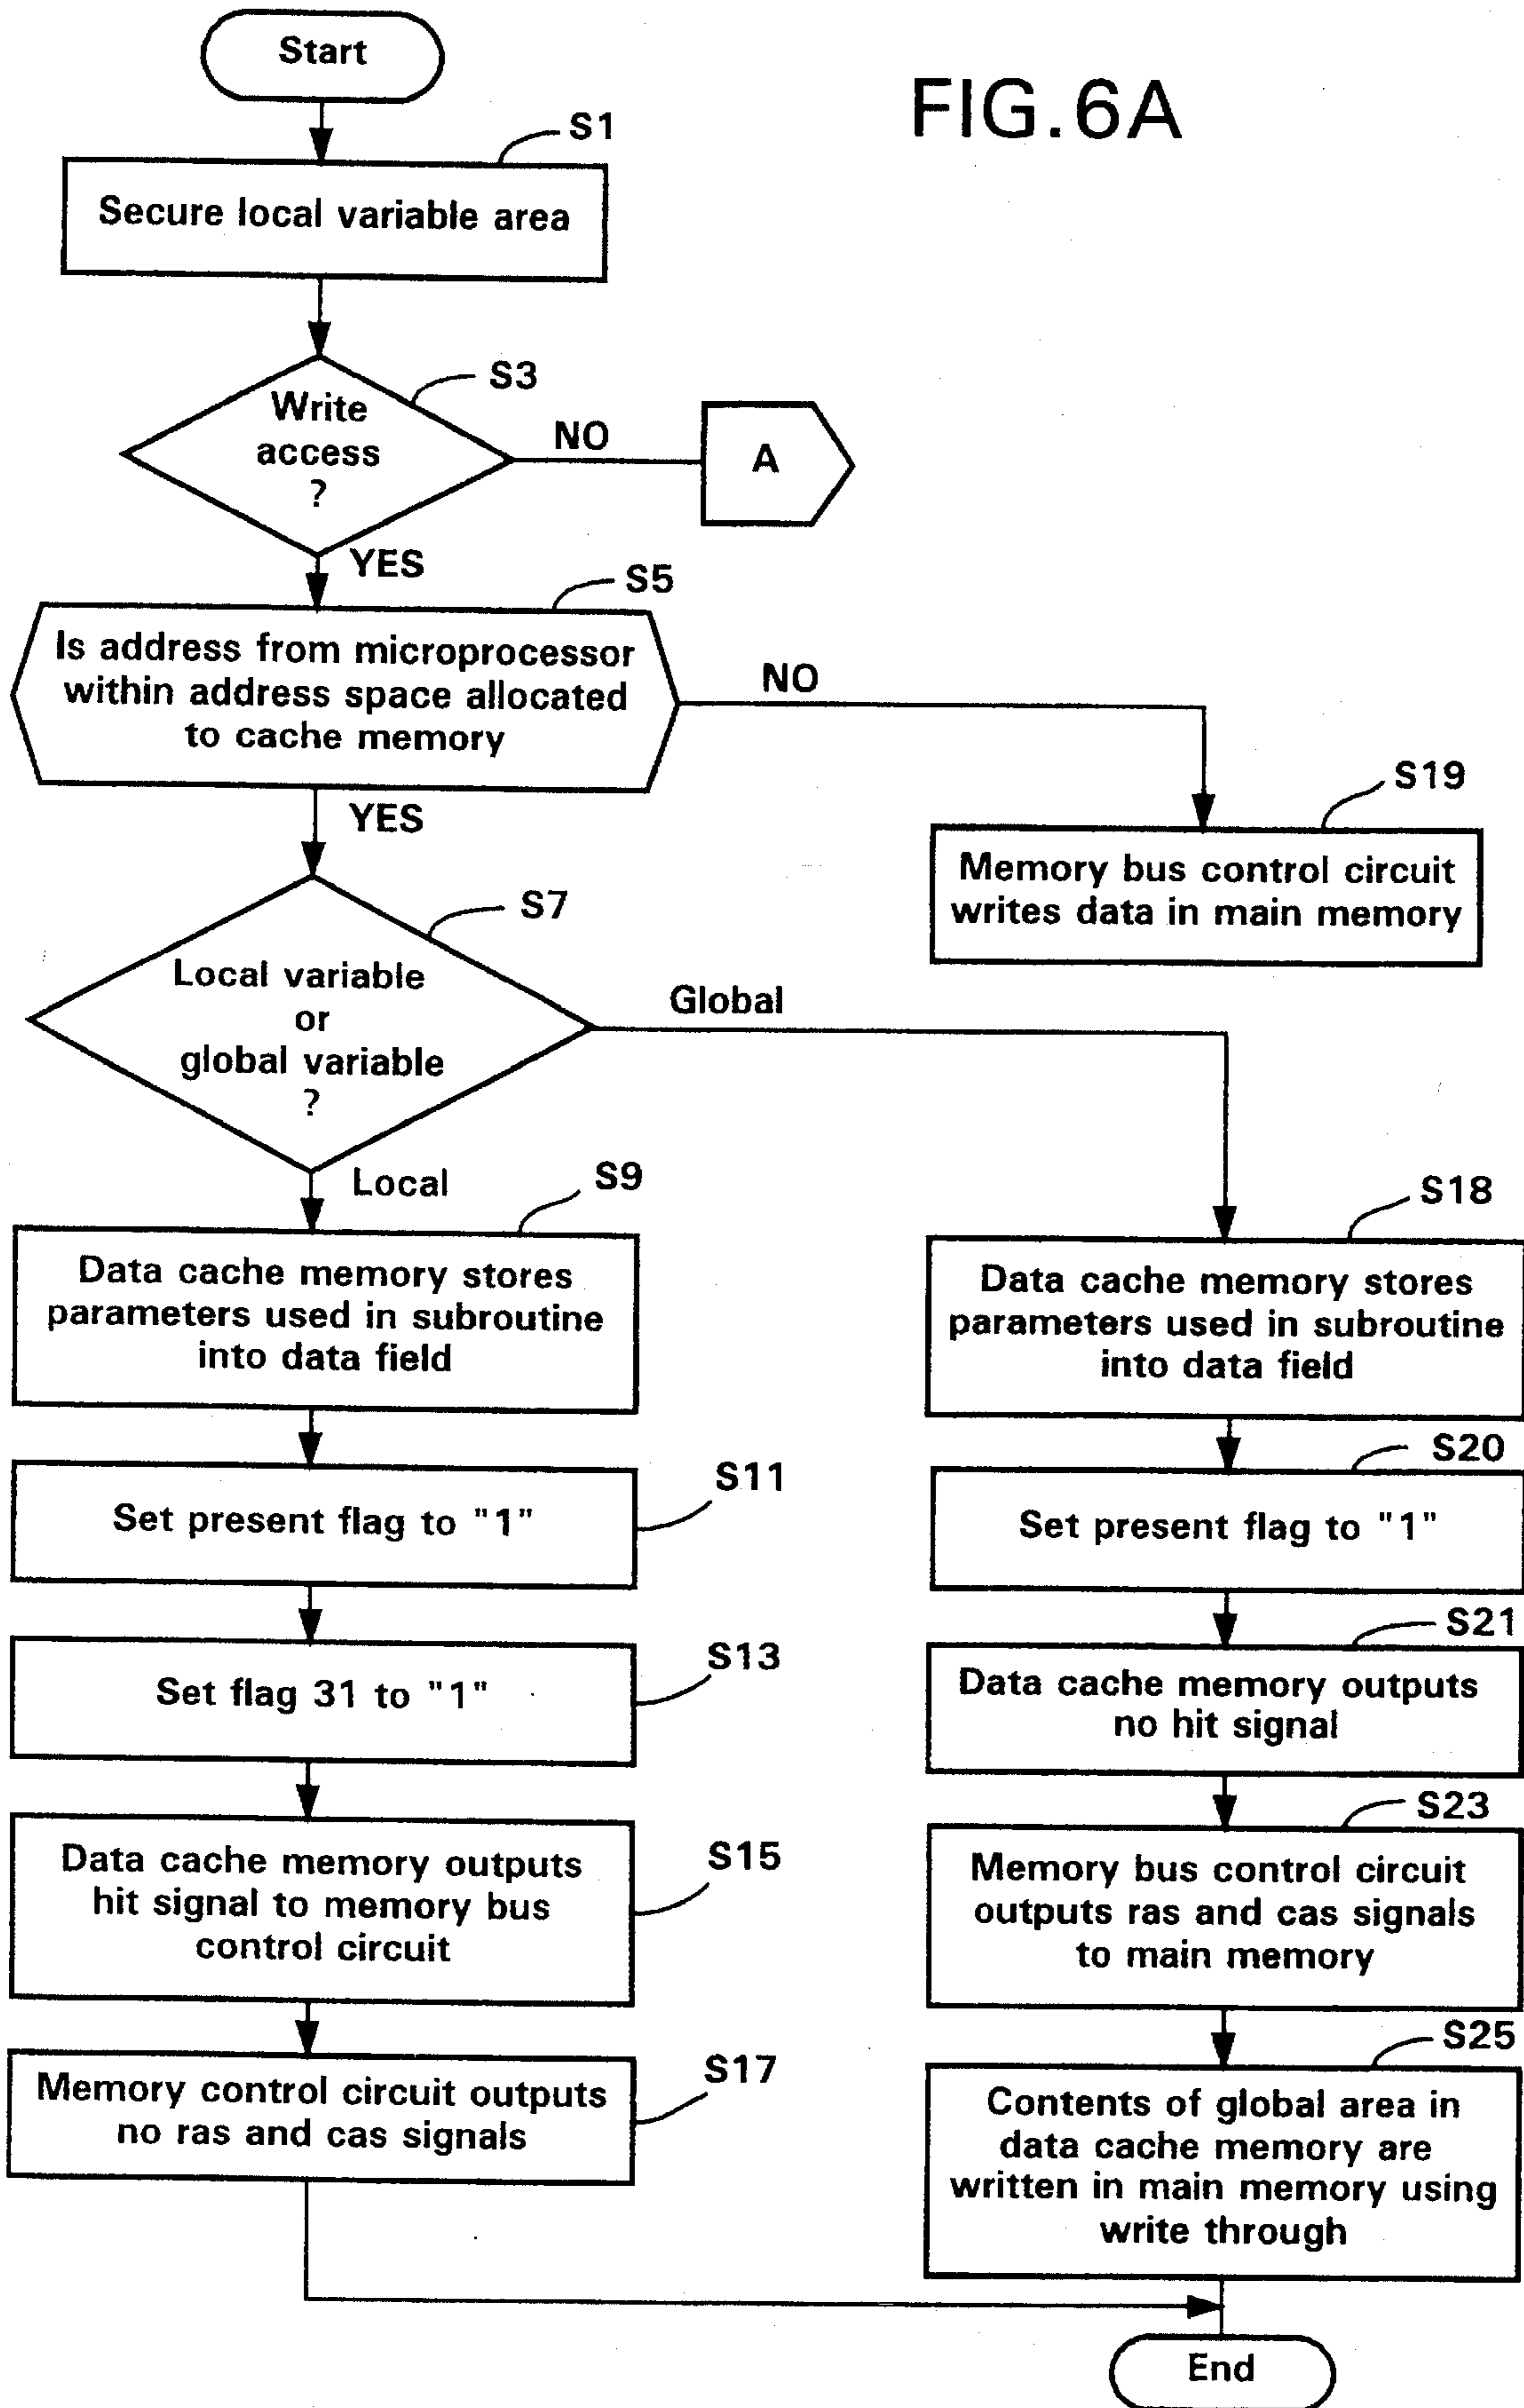 Start
FIG.6A
S1
Secure local variable area
S3
Write
access
?
NO
A
YES
S5
Is address from microprocessor
within address space allocated
to cache memory
NO
YES
S19
Memory bus control circuit
writes data in main memory
S7
Local variable
or
global variable
?
Global
Local
S9
Data cache memory stores
parameters used in subroutine
into data field
S18
Data cache memory stores
parameters used in subroutine
into data field
S11
Set present flag to "1"
S20
Set present flag to "1"
S13
Set flag 31 to "1"
S21
Data cache memory outputs
no hit signal
S15
Data cache memory outputs
hit signal to memory bus
control circuit
S23
Memory bus control circuit
outputs ras and cas signals
to main memory
S17
Memory control circuit outputs
no ras and cas signals
S25
Contents of global area in
data cache memory are
written in main memory using
write through
End